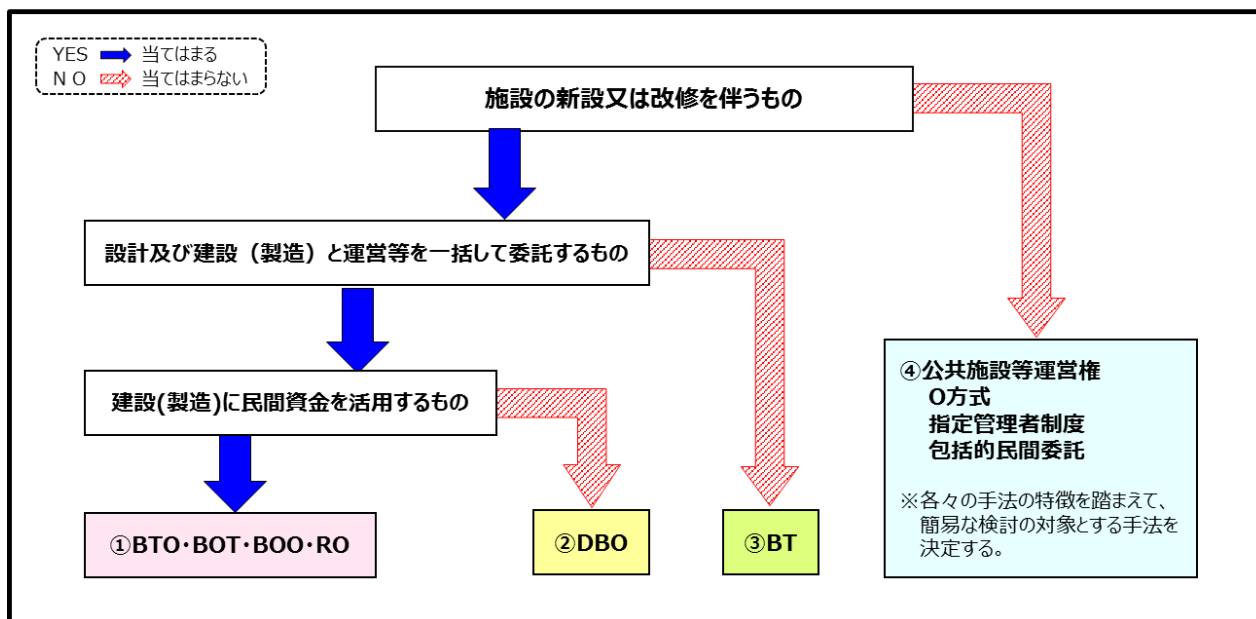 YES 当てはまる
N O 当てはまらない
施設の新設又は改修を伴うもの
設計及び建設（製造）と運営等を一括して委託するもの
建設(製造)に民間資金を活用するもの
①BTO・BOT・BOO・RO
②DBO
③BT
④公共施設等運営権
O方式
指定管理者制度
包括的民間委託
※各々の手法の特徴を踏まえて、
簡易な検討の対象とする手法を
決定する。